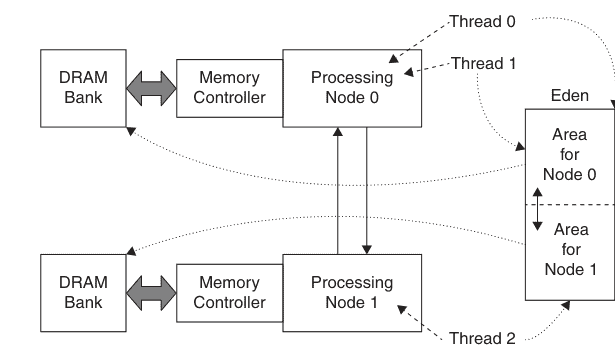 Thread 0
Thread 1
DRAM
Bank
Memory
Controller
Processing
Node 0
Eden
Area
for
Node 0
Area
for
Node 1
DRAM
Bank
Memory
Controller
Processing
Node 1
Thread 2